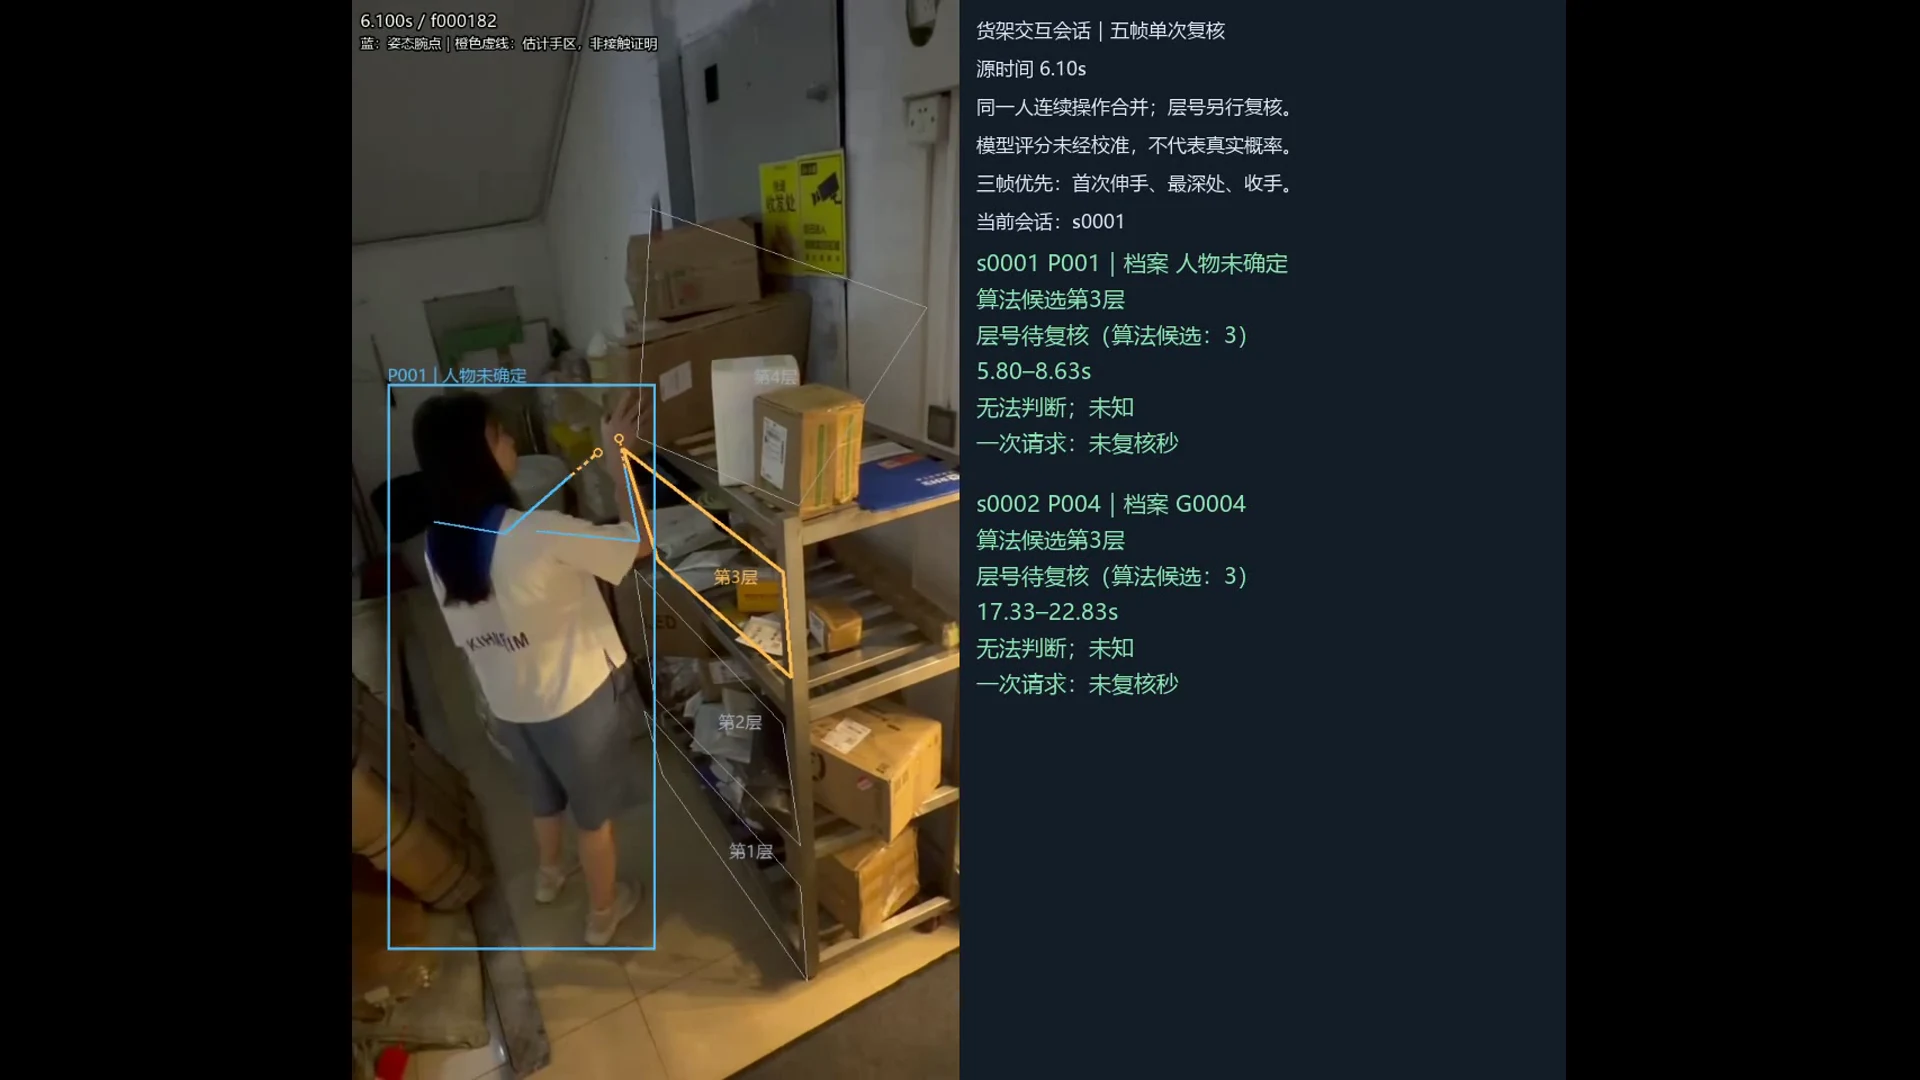 6.100s / f000182
蓝：姿态腕点 | 橙色虚线：估计手区，非接触证明
P001 | 人物未确定
收发处
第4层
第3层
第2层
第1层
货架交互会话 | 五帧单次复核
源时间 6.10s
同一人连续操作合并；层号另行复核。
模型评分未经校准，不代表真实概率。
三帧优先：首次伸手、最深处、收手。
当前会话：s0001
s0001 P001 | 档案 人物未确定
算法候选第3层
层号待复核（算法候选：3）
5.80–8.63s
无法判断；未知
一次请求：未复核秒
s0002 P004 | 档案 G0004
算法候选第3层
层号待复核（算法候选：3）
17.33–22.83s
无法判断；未知
一次请求：未复核秒